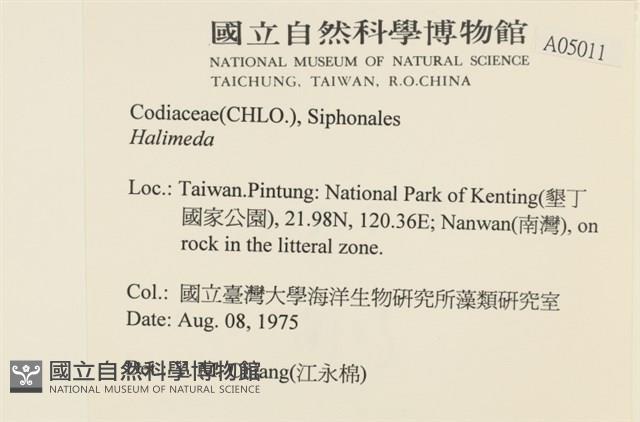 國立自然科學博物館
A05011
NATIONAL MUSEUM OF NATURAL SCIENCE
TAICHUNG, TAIWAN, R.O.CHINA
Codiaceae(CHLO.), Siphonales
Halimeda
Loc.: Taiwan.Pintung: National Park of Kenting(墾丁
國家公園), 21.98N, 120.36E; Nanwan(南灣), on
rock in the litteral zone.
Col.: 國立臺灣大學海洋生物研究所藻類研究室
Date: Aug. 08, 1975
(江永棉)
國立自然科學博物館
NATIONAL MUSEUM OF NATURAL SCIENCE